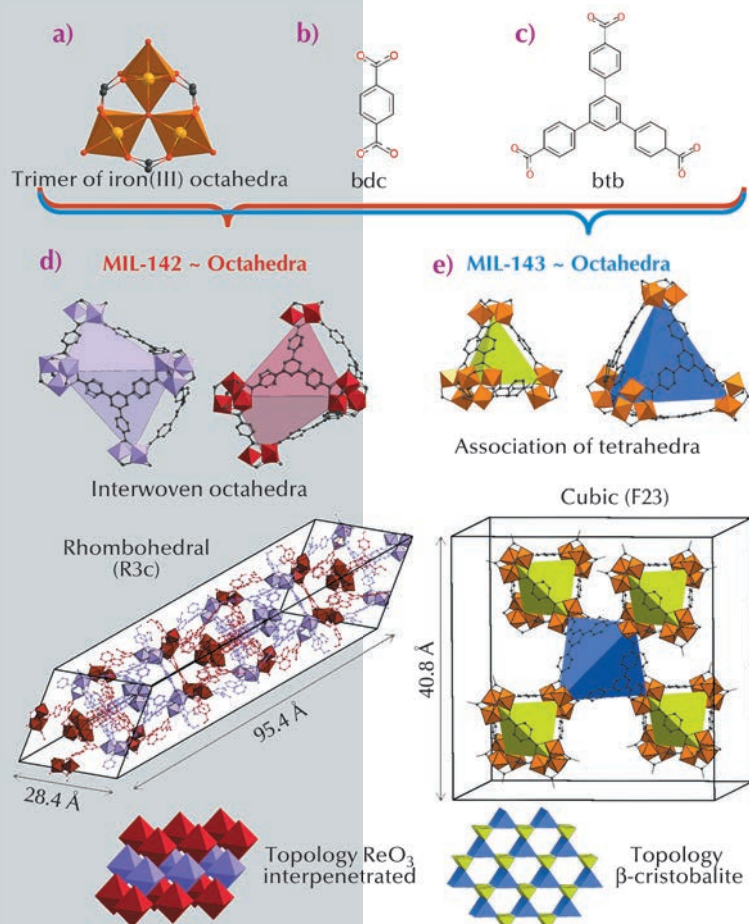 a)
b)
c)
O O
O O
O O
O O
O O
Trimer of iron(III) octahedra
bdc
btb
d)
MIL-142 ~ Octahedra
e)
MIL-143 ~ Octahedra
Interwoven octahedra
Association of tetrahedra
Rhombohedral
(R3c)
95.4 Å
28.4 Å
Cubic (F23)
40.8 Å
Topology ReO₃
interpenetrated
Topology
β-cristobalite